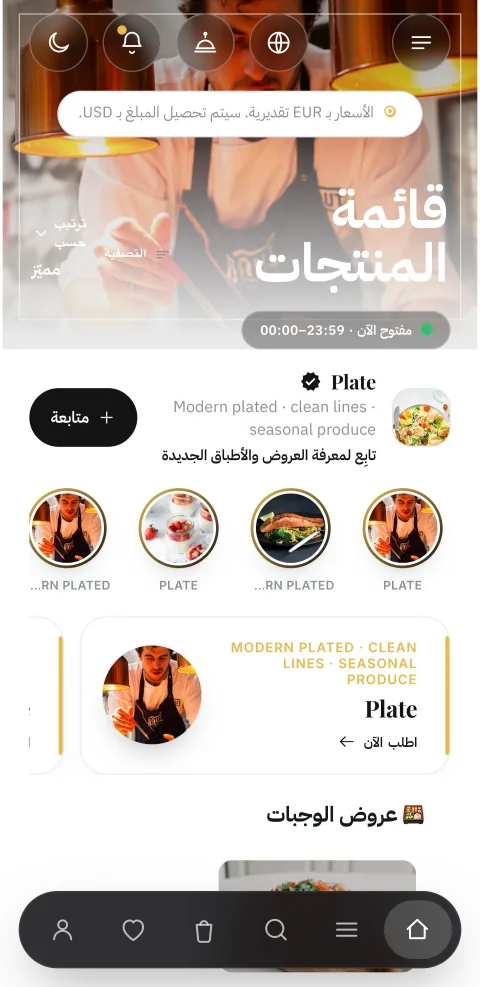 الأسعار بـ EUR تقديرية. سيتم تحصيل المبلغ بـ USD.
قائمة
المنتجات
التصفية
ترتيب
حسب
مميّز
مفتوح الآن · 00:00–23:59
Plate
Modern plated · clean lines ·
seasonal produce
تابِع لمعرفة العروض والأطباق الجديدة
متابعة
PLATE
...RN PLATED
PLATE
...RN PLATED
MODERN PLATED · CLEAN
LINES · SEASONAL
PRODUCE
Plate
اطلب الآن
عروض الوجبات